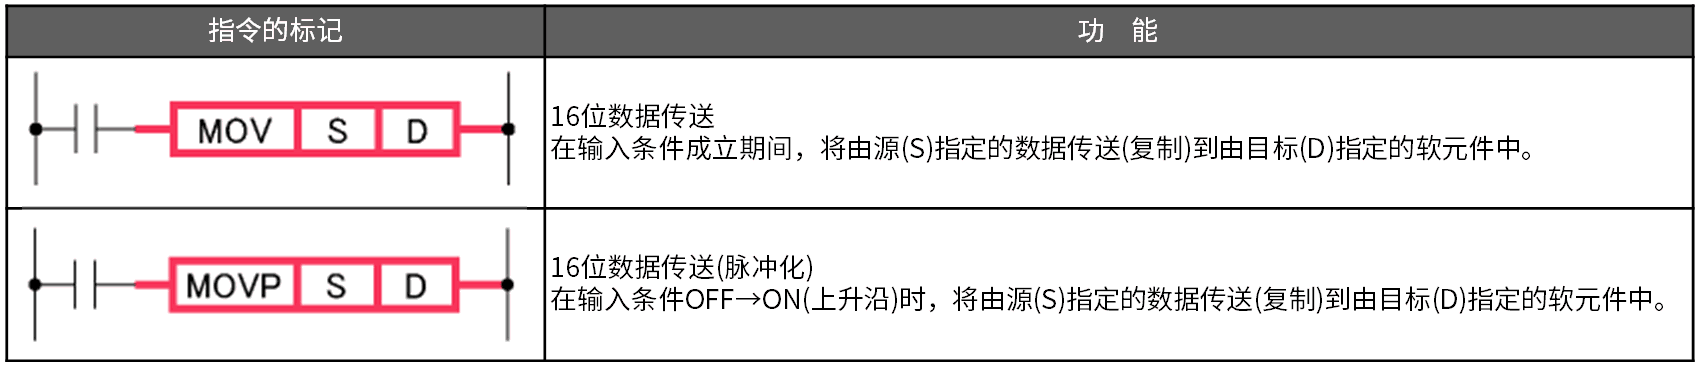 指令的标记
功 能
MOV S D
16位数据传送
在输入条件成立期间，将由源(S)指定的数据传送(复制)到由目标(D)指定的软元件中。
MOVP S D
16位数据传送(脉冲化)
在输入条件OFF→ON(上升沿)时，将由源(S)指定的数据传送(复制)到由目标(D)指定的软元件中。